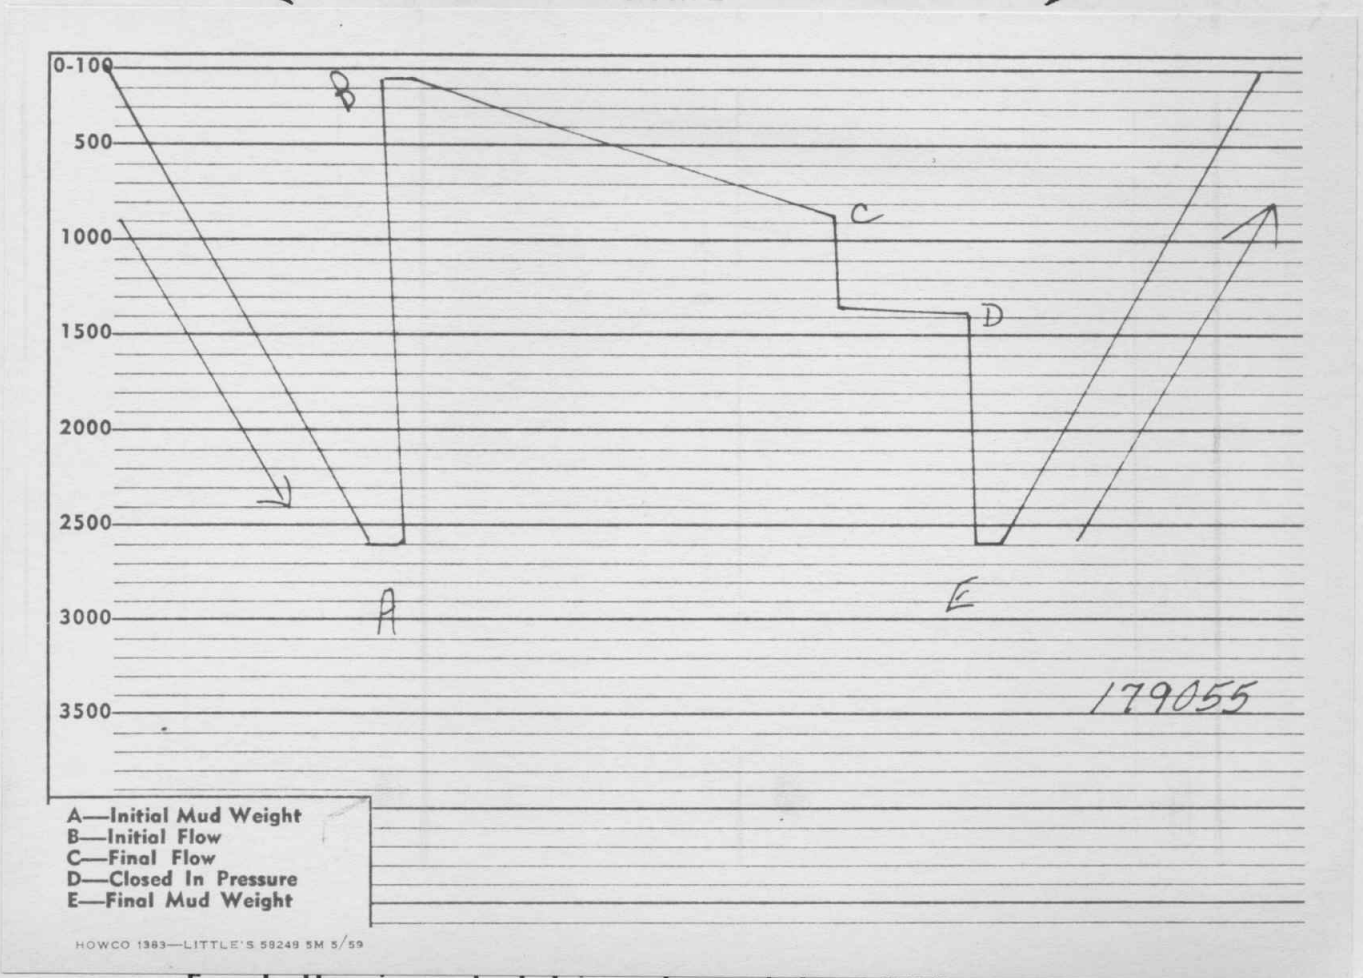 0-100
B
500
C
1000
D
1500
2000
2500
A
E
3000
179055
3500
A—Initial Mud Weight
B—Initial Flow
C—Final Flow
D—Closed In Pressure
E—Final Mud Weight
HOWCO 1383—LITTLE'S 58249 5M 5/59